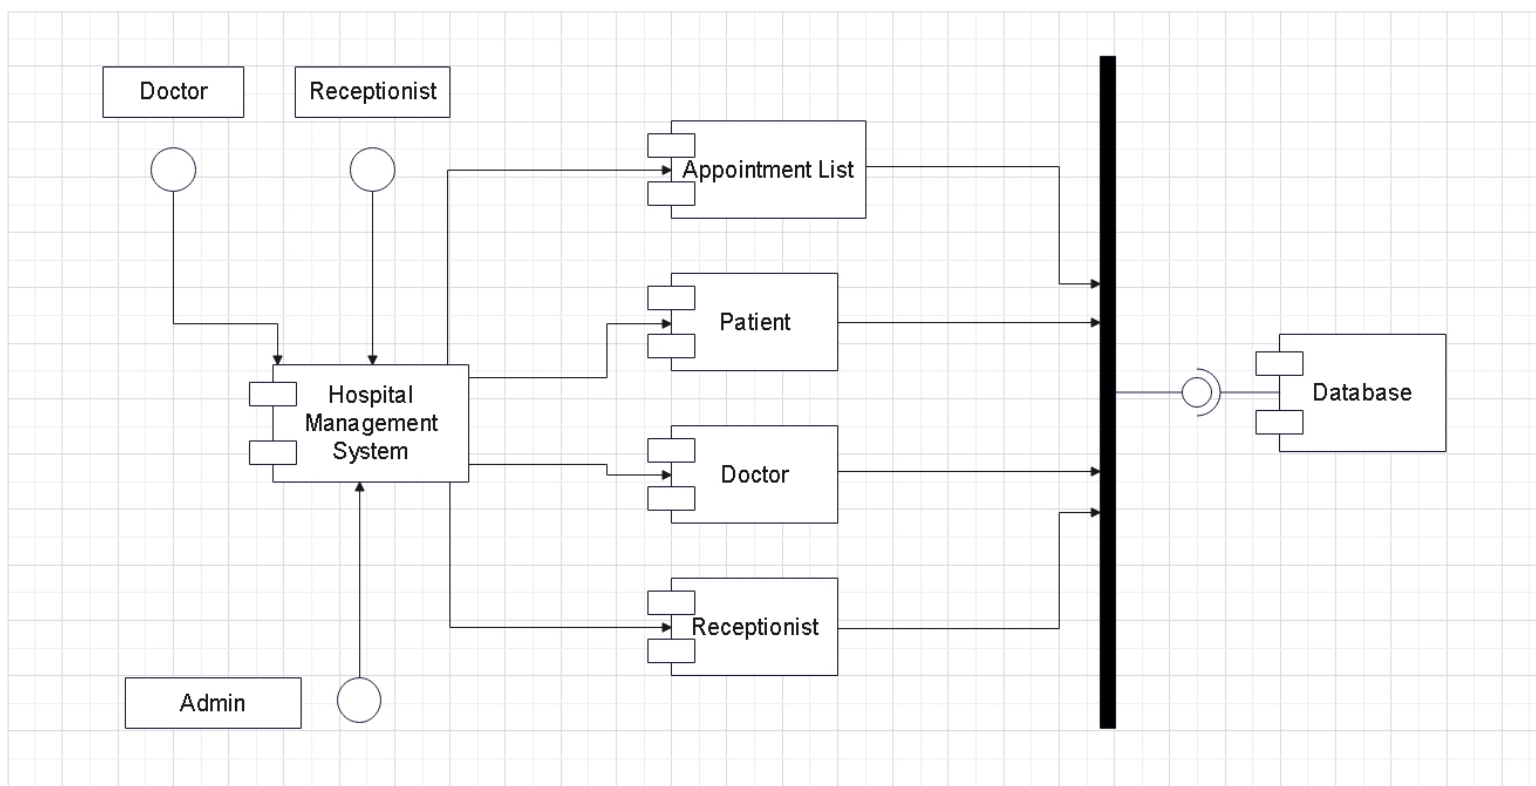 Doctor
Receptionist
Appointment List
Patient
Hospital
Management
System
Database
Doctor
Receptionist
Admin